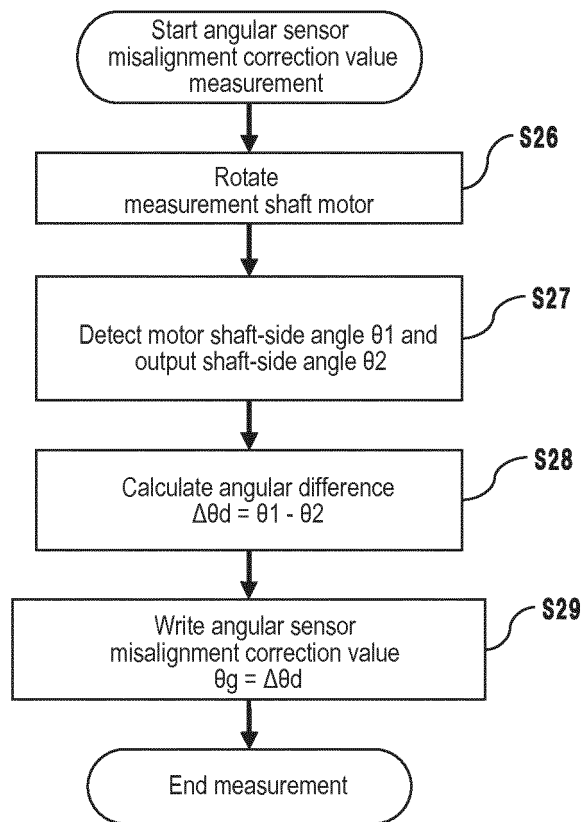 Start angular sensor
misalignment correction value
measurement
S26
Rotate
measurement shaft motor
S27
Detect motor shaft-side angle θ1 and
output shaft-side angle θ2
S28
Calculate angular difference
Δθd = θ1 - θ2
S29
Write angular sensor
misalignment correction value
θg = Δθd
End measurement